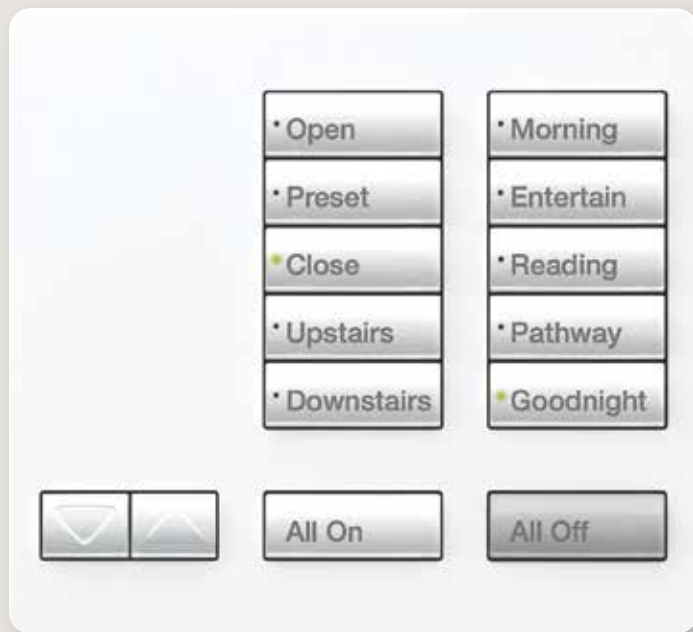 Open
Preset
Close
Upstairs
Downstairs
Morning
Entertain
Reading
Pathway
Goodnight
All On
All Off